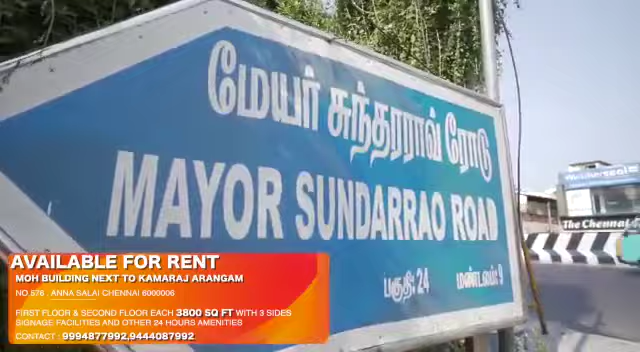 மேயர் சுந்தரராவ் ரோடு
MAYOR SUNDARRAO ROAD
பகுதி: 24 மண்டலம்: 9
The Chennai
AVAILABLE FOR RENT
MOH BUILDING NEXT TO KAMARAJ ARANGAM
NO 576 , ANNA SALAI CHENNAI 6000006
FIRST FLOOR & SECOND FLOOR EACH 3800 SQ FT WITH 3 SIDES
SIGNAGE FACILITIES AND OTHER 24 HOURS AMENITIES
CONTACT : 9994877992,9444087992